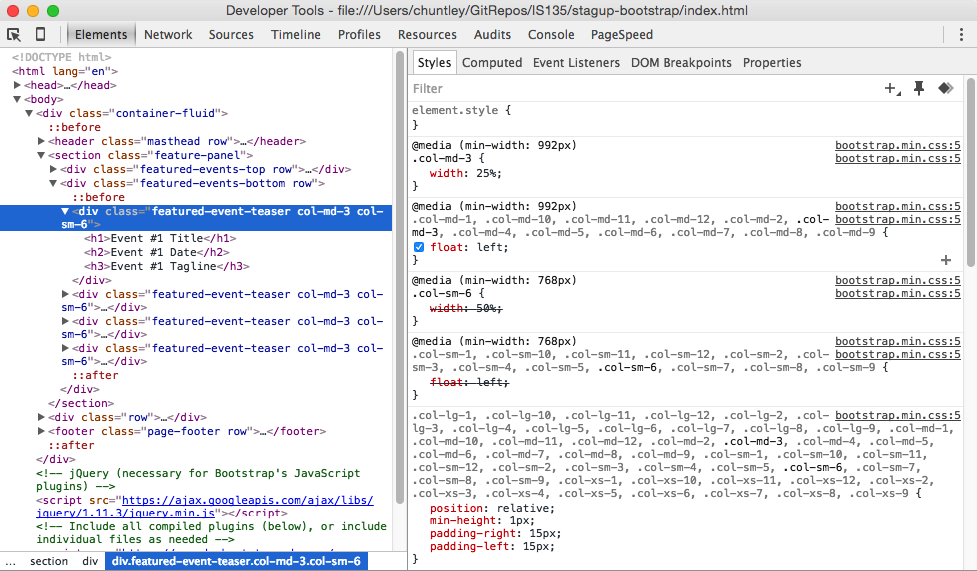 Developer Tools - file:///Users/chuntley/GitRepos/IS135/stagup-bootstrap/index.html
Elements Network Sources Timeline Profiles Resources Audits Console PageSpeed
<!DOCTYPE html>
<html lang="en">
<head>…</head>
<body>
<div class="container-fluid">
::before
<header class="masthead row">…</header>
<section class="feature-panel">
<div class="featured-events-top row">…</div>
<div class="featured-events-bottom row">
::before
<div class="featured-event-teaser col-md-3 col-
sm-6">
<h1>Event #1 Title</h1>
<h2>Event #1 Date</h2>
<h3>Event #1 Tagline</h3>
</div>
<div class="featured-event-teaser col-md-3 col-
sm-6">…</div>
<div class="featured-event-teaser col-md-3 col-
sm-6">…</div>
<div class="featured-event-teaser col-md-3 col-
sm-6">…</div>
::after
</div>
</section>
<div class="row">…</div>
<footer class="page-footer row">…</footer>
::after
</div>
<!-- jQuery (necessary for Bootstrap's JavaScript
plugins) -->
<script src="https://ajax.googleapis.com/ajax/libs/
jquery/1.11.3/jquery.min.js"></script>
<!-- Include all compiled plugins (below), or include
individual files as needed -->
... section div div.featured-event-teaser.col-md-3.col-sm-6
Styles Computed Event Listeners DOM Breakpoints Properties
Filter
element.style {
}
@media (min-width: 992px) bootstrap.min.css:5
.col-md-3 { bootstrap.min.css:5
width: 25%;
}
@media (min-width: 992px) bootstrap.min.css:5
.col-md-1, .col-md-10, .col-md-11, .col-md-12, .col-md-2, .col- bootstrap.min.css:5
md-3, .col-md-4, .col-md-5, .col-md-6, .col-md-7, .col-md-8, .col-md-9 {
float: left;
}
@media (min-width: 768px) bootstrap.min.css:5
.col-sm-6 { bootstrap.min.css:5
width: 50%;
}
@media (min-width: 768px) bootstrap.min.css:5
.col-sm-1, .col-sm-10, .col-sm-11, .col-sm-12, .col-sm-2, .col- bootstrap.min.css:5
sm-3, .col-sm-4, .col-sm-5, .col-sm-6, .col-sm-7, .col-sm-8, .col-sm-9 {
float: left;
}
.col-lg-1, .col-lg-10, .col-lg-11, .col-lg-12, .col-lg-2, .col- bootstrap.min.css:5
lg-3, .col-lg-4, .col-lg-5, .col-lg-6, .col-lg-7, .col-lg-8, .col-lg-9, .col-md-1,
.col-md-10, .col-md-11, .col-md-12, .col-md-2, .col-md-3, .col-md-4, .col-md-5,
.col-md-6, .col-md-7, .col-md-8, .col-md-9, .col-sm-1, .col-sm-10, .col-sm-11,
.col-sm-12, .col-sm-2, .col-sm-3, .col-sm-4, .col-sm-5, .col-sm-6, .col-sm-7,
.col-sm-8, .col-sm-9, .col-xs-1, .col-xs-10, .col-xs-11, .col-xs-12, .col-xs-2,
.col-xs-3, .col-xs-4, .col-xs-5, .col-xs-6, .col-xs-7, .col-xs-8, .col-xs-9 {
position: relative;
min-height: 1px;
padding-right: 15px;
padding-left: 15px;
}